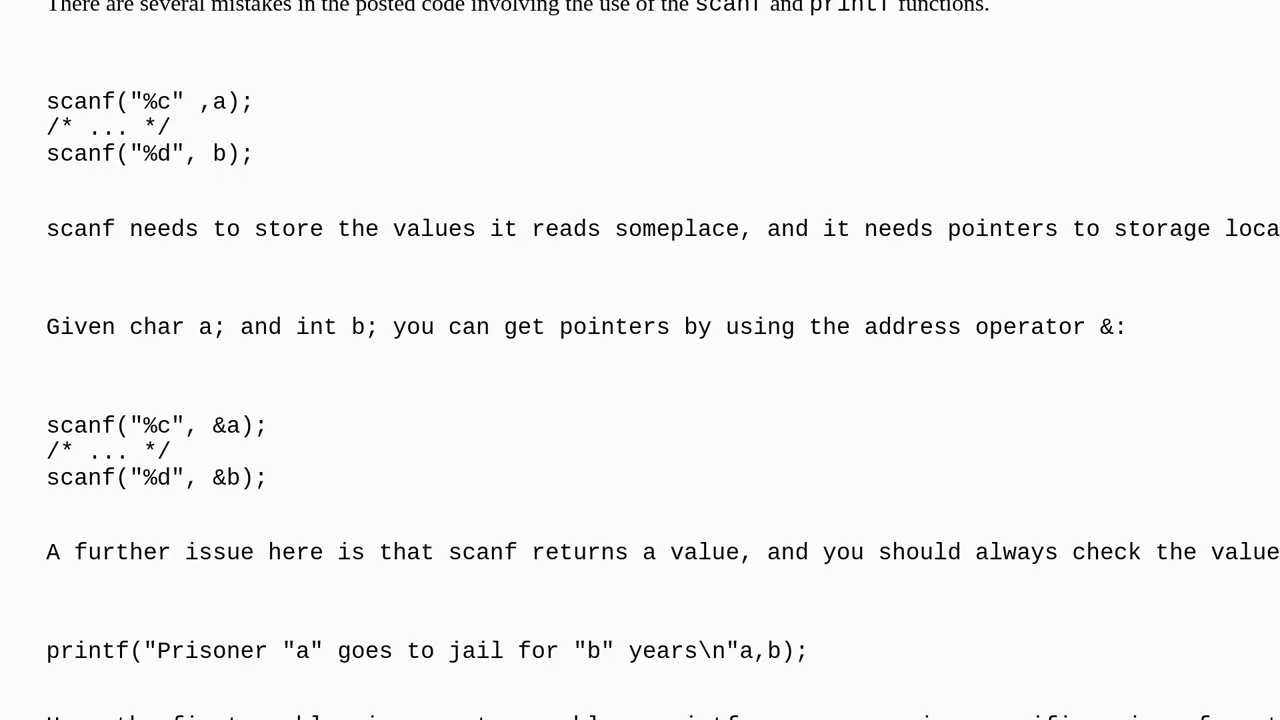 There are several mistakes in the posted code involving the use of the scanf and printf functions.
scanf("%c" ,a);
/* ... */
scanf("%d", b);
scanf needs to store the values it reads someplace, and it needs pointers to storage loca
Given char a; and int b; you can get pointers by using the address operator &:
scanf("%c", &a);
/* ... */
scanf("%d", &b);
A further issue here is that scanf returns a value, and you should always check the value
printf("Prisoner "a" goes to jail for "b" years\n"a,b);